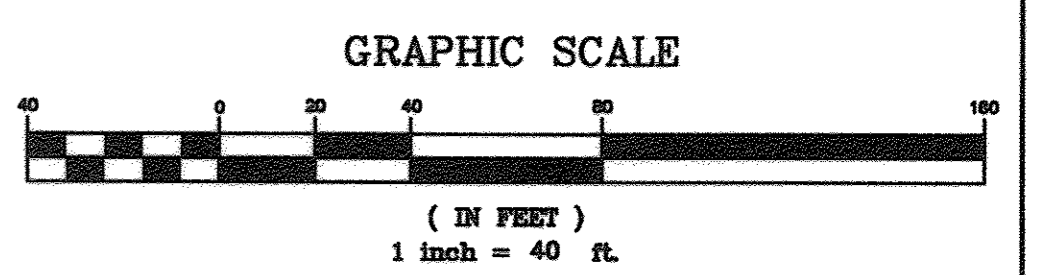 GRAPHIC SCALE
40 0 20 40 80 160
( IN FEET )
1 inch = 40 ft.